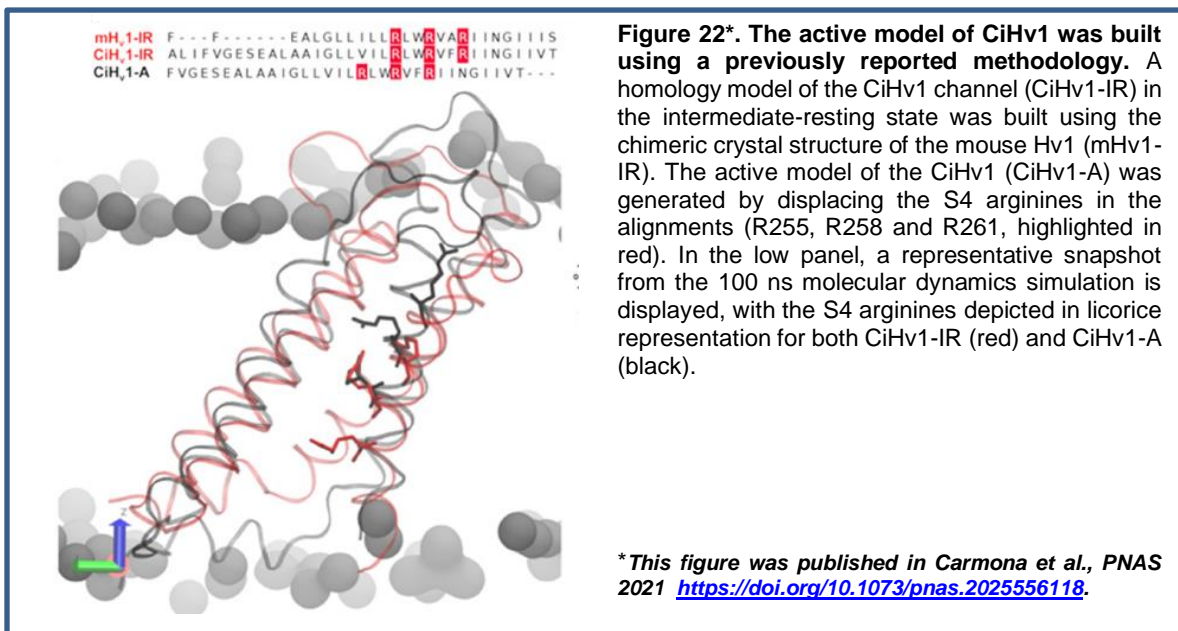 mHv1-IR F---F------EALGLLILLRLWRVARIINGIIIS
CiHv1-IR ALIFVGESEALAAIGLLVILRLWRVFRIINGIIVT
CiHv1-A FVGESEALAAIGLLVILRLWRVFRIINGIIVT---
z
Figure 22*. The active model of CiHv1 was built
using a previously reported methodology. A
homology model of the CiHv1 channel (CiHv1-IR) in
the intermediate-resting state was built using the
chimeric crystal structure of the mouse Hv1 (mHv1-
IR). The active model of the CiHv1 (CiHv1-A) was
generated by displacing the S4 arginines in the
alignments (R255, R258 and R261, highlighted in
red). In the low panel, a representative snapshot
from the 100 ns molecular dynamics simulation is
displayed, with the S4 arginines depicted in licorice
representation for both CiHv1-IR (red) and CiHv1-A
(black).
*This figure was published in Carmona et al., PNAS
2021 https://doi.org/10.1073/pnas.2025556118.